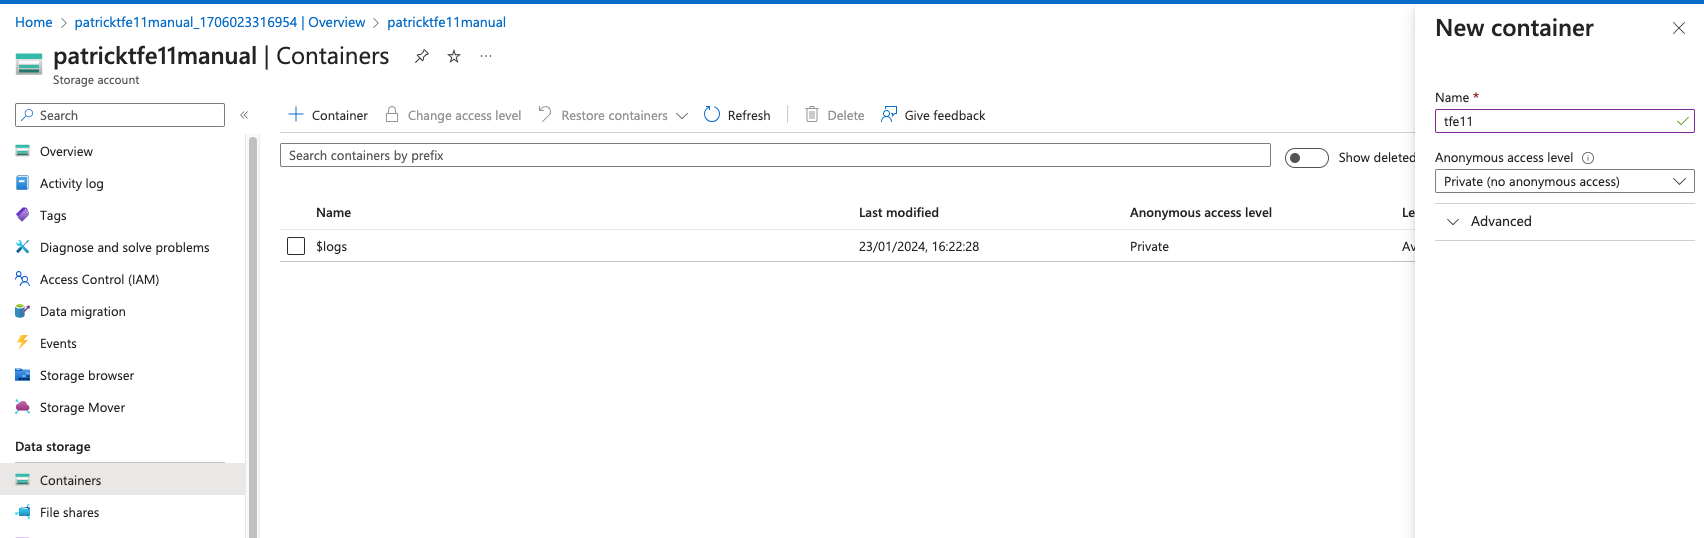 Home > patricktfe11manual_1706023316954 | Overview > patricktfe11manual
patricktfe11manual | Containers ...
Storage account
Search
Overview
Activity log
Tags
Diagnose and solve problems
Access Control (IAM)
Data migration
Events
Storage browser
Storage Mover
Data storage
Containers
File shares
+ Container Change access level Restore containers Refresh Delete Give feedback
Search containers by prefix
Show deleted
Name Last modified Anonymous access level Le
$logs 23/01/2024, 16:22:28 Private Av
New container
Name *
tfe11
Anonymous access level
Private (no anonymous access)
Advanced